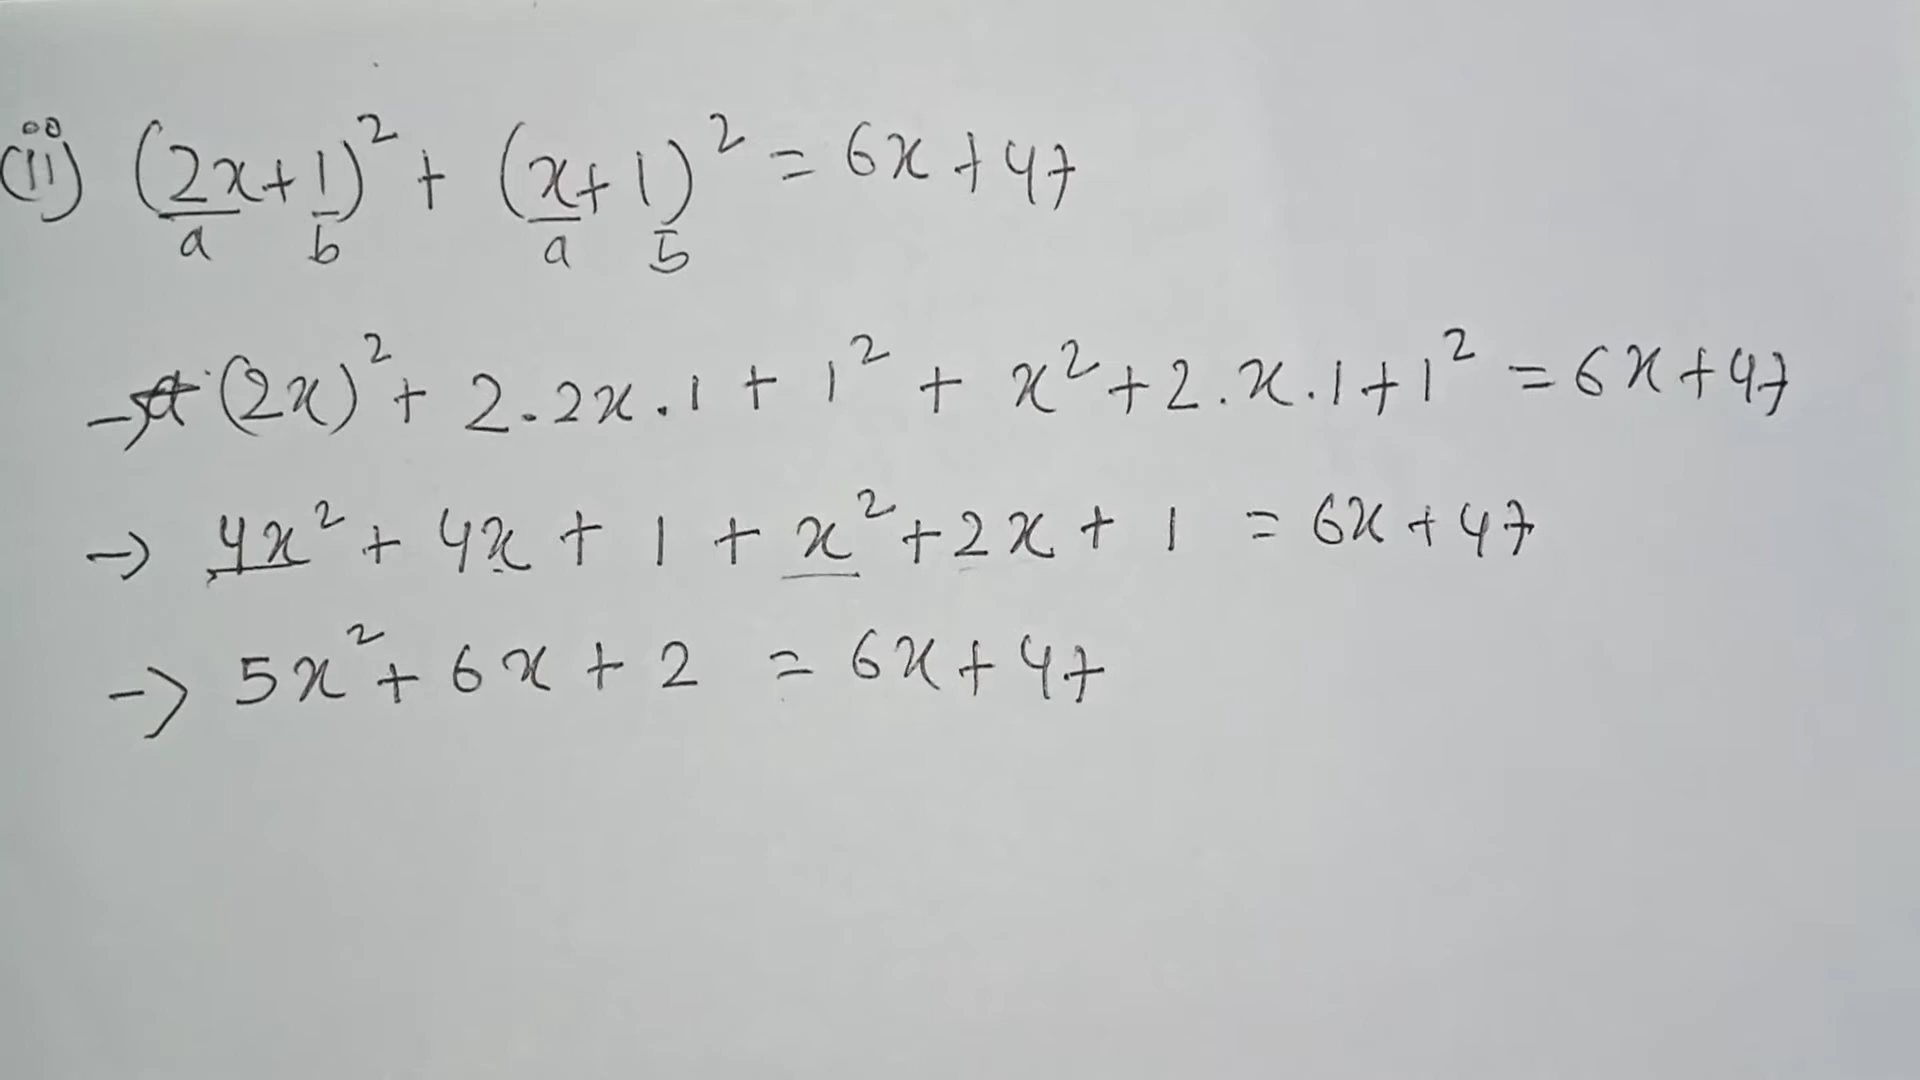 (ii) (2x+1)² + (x+1)² = 6x+47
a b a b
→ (2x)² + 2.2x.1 + 1² + x² + 2.x.1 + 1² = 6x+47
→ 4x² + 4x + 1 + x² + 2x + 1 = 6x+47
→ 5x² + 6x + 2 = 6x+47